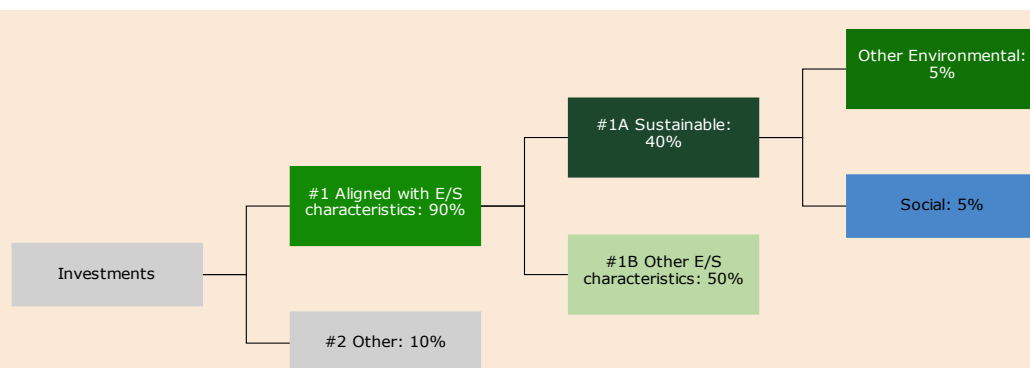 Investments
#1 Aligned with E/S
characteristics: 90%
#2 Other: 10%
#1A Sustainable:
40%
#1B Other E/S
characteristics: 50%
Other Environmental:
5%
Social: 5%